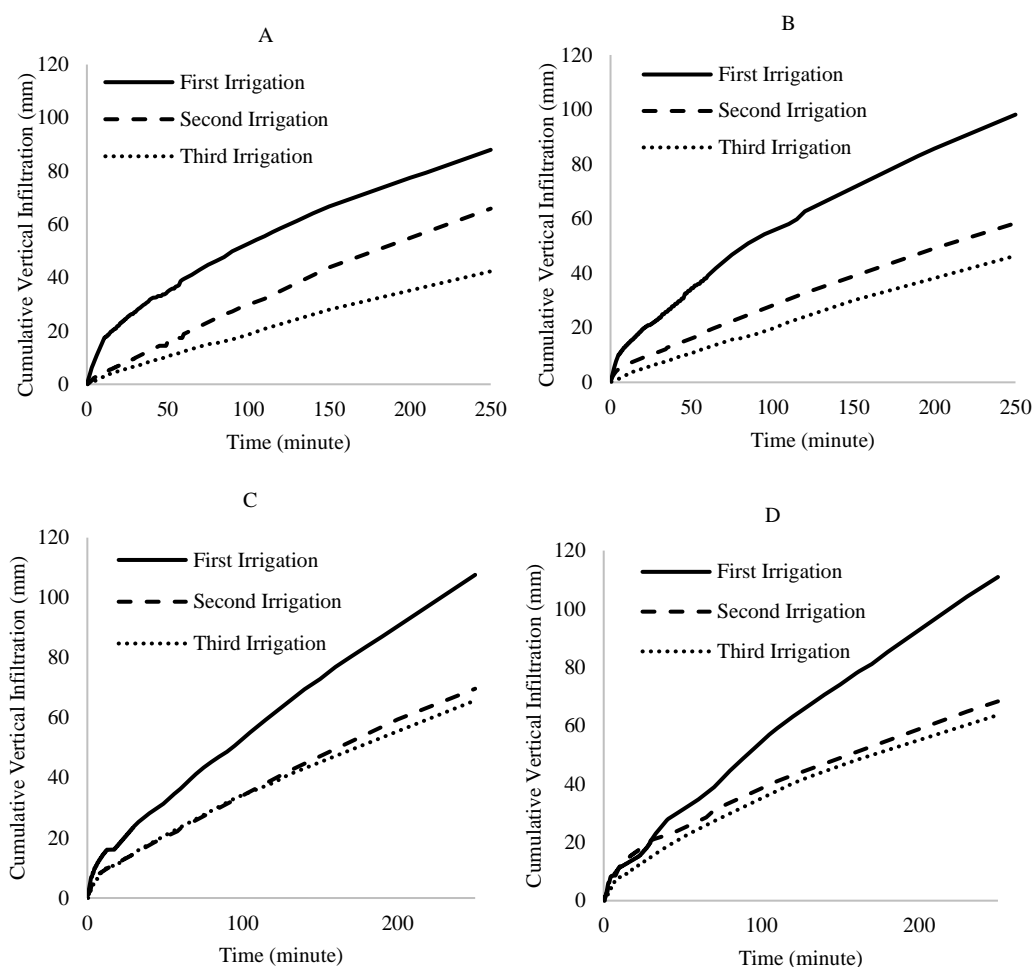 A
Cumulative Vertical Infiltration (mm)
120
100
80
60
40
20
0
First Irrigation
Second Irrigation
Third Irrigation
0 50 100 150 200 250
Time (minute)
B
Cumulative Vertical Infiltration (mm)
120
100
80
60
40
20
0
First Irrigation
Second Irrigation
Third Irrigation
0 50 100 150 200 250
Time (minute)
C
Cumulative Vertical Infiltration (mm)
120
100
80
60
40
20
0
First Irrigation
Second Irrigation
Third Irrigation
0 100 200
Time (minute)
D
Cumulative Vertical Infiltration (mm)
120
100
80
60
40
20
0
First Irrigation
Second Irrigation
Third Irrigation
0 100 200
Time (minute)